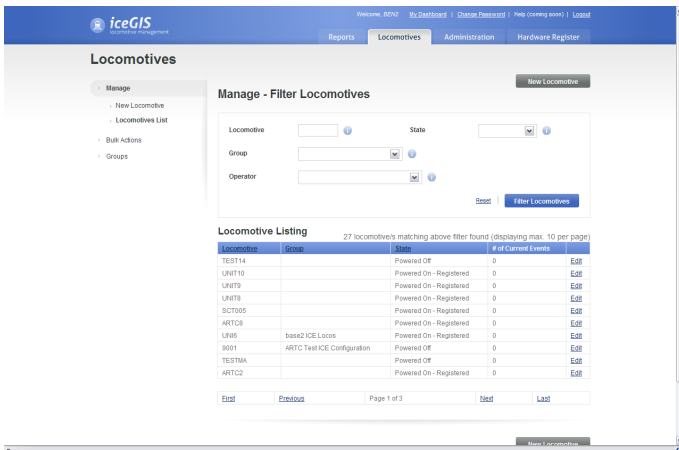 Welcome, BEN3 My Dashboard | Change Password | Help (coming soon) | Logout
iceGIS
locomotive management
Reports Locomotives Administration Hardware Register
Locomotives
New Locomotive
Manage
Manage - Filter Locomotives
New Locomotive
Locomotives List
Bulk Actions
Groups
Locomotive State
Group
Operator
Reset | Filter Locomotives
Locomotive Listing
27 locomotive/s matching above filter found (displaying max. 10 per page)
Locomotive Group State # of Current Events
TEST14 Powered Off 0 Edit
UNIT10 Powered On - Registered 0 Edit
UNIT9 Powered On - Registered 0 Edit
UNIT8 Powered On - Registered 0 Edit
SCT005 Powered On - Registered 0 Edit
ARTC8 Powered On - Registered 0 Edit
UNI6 base2 ICE Locos Powered On - Registered 0 Edit
9001 ARTC Test ICE Configuration Powered Off 0 Edit
TESTMA Powered Off 0 Edit
ARTC2 Powered On - Registered 0 Edit
First Previous Page 1 of 3 Next Last
New Locomotive